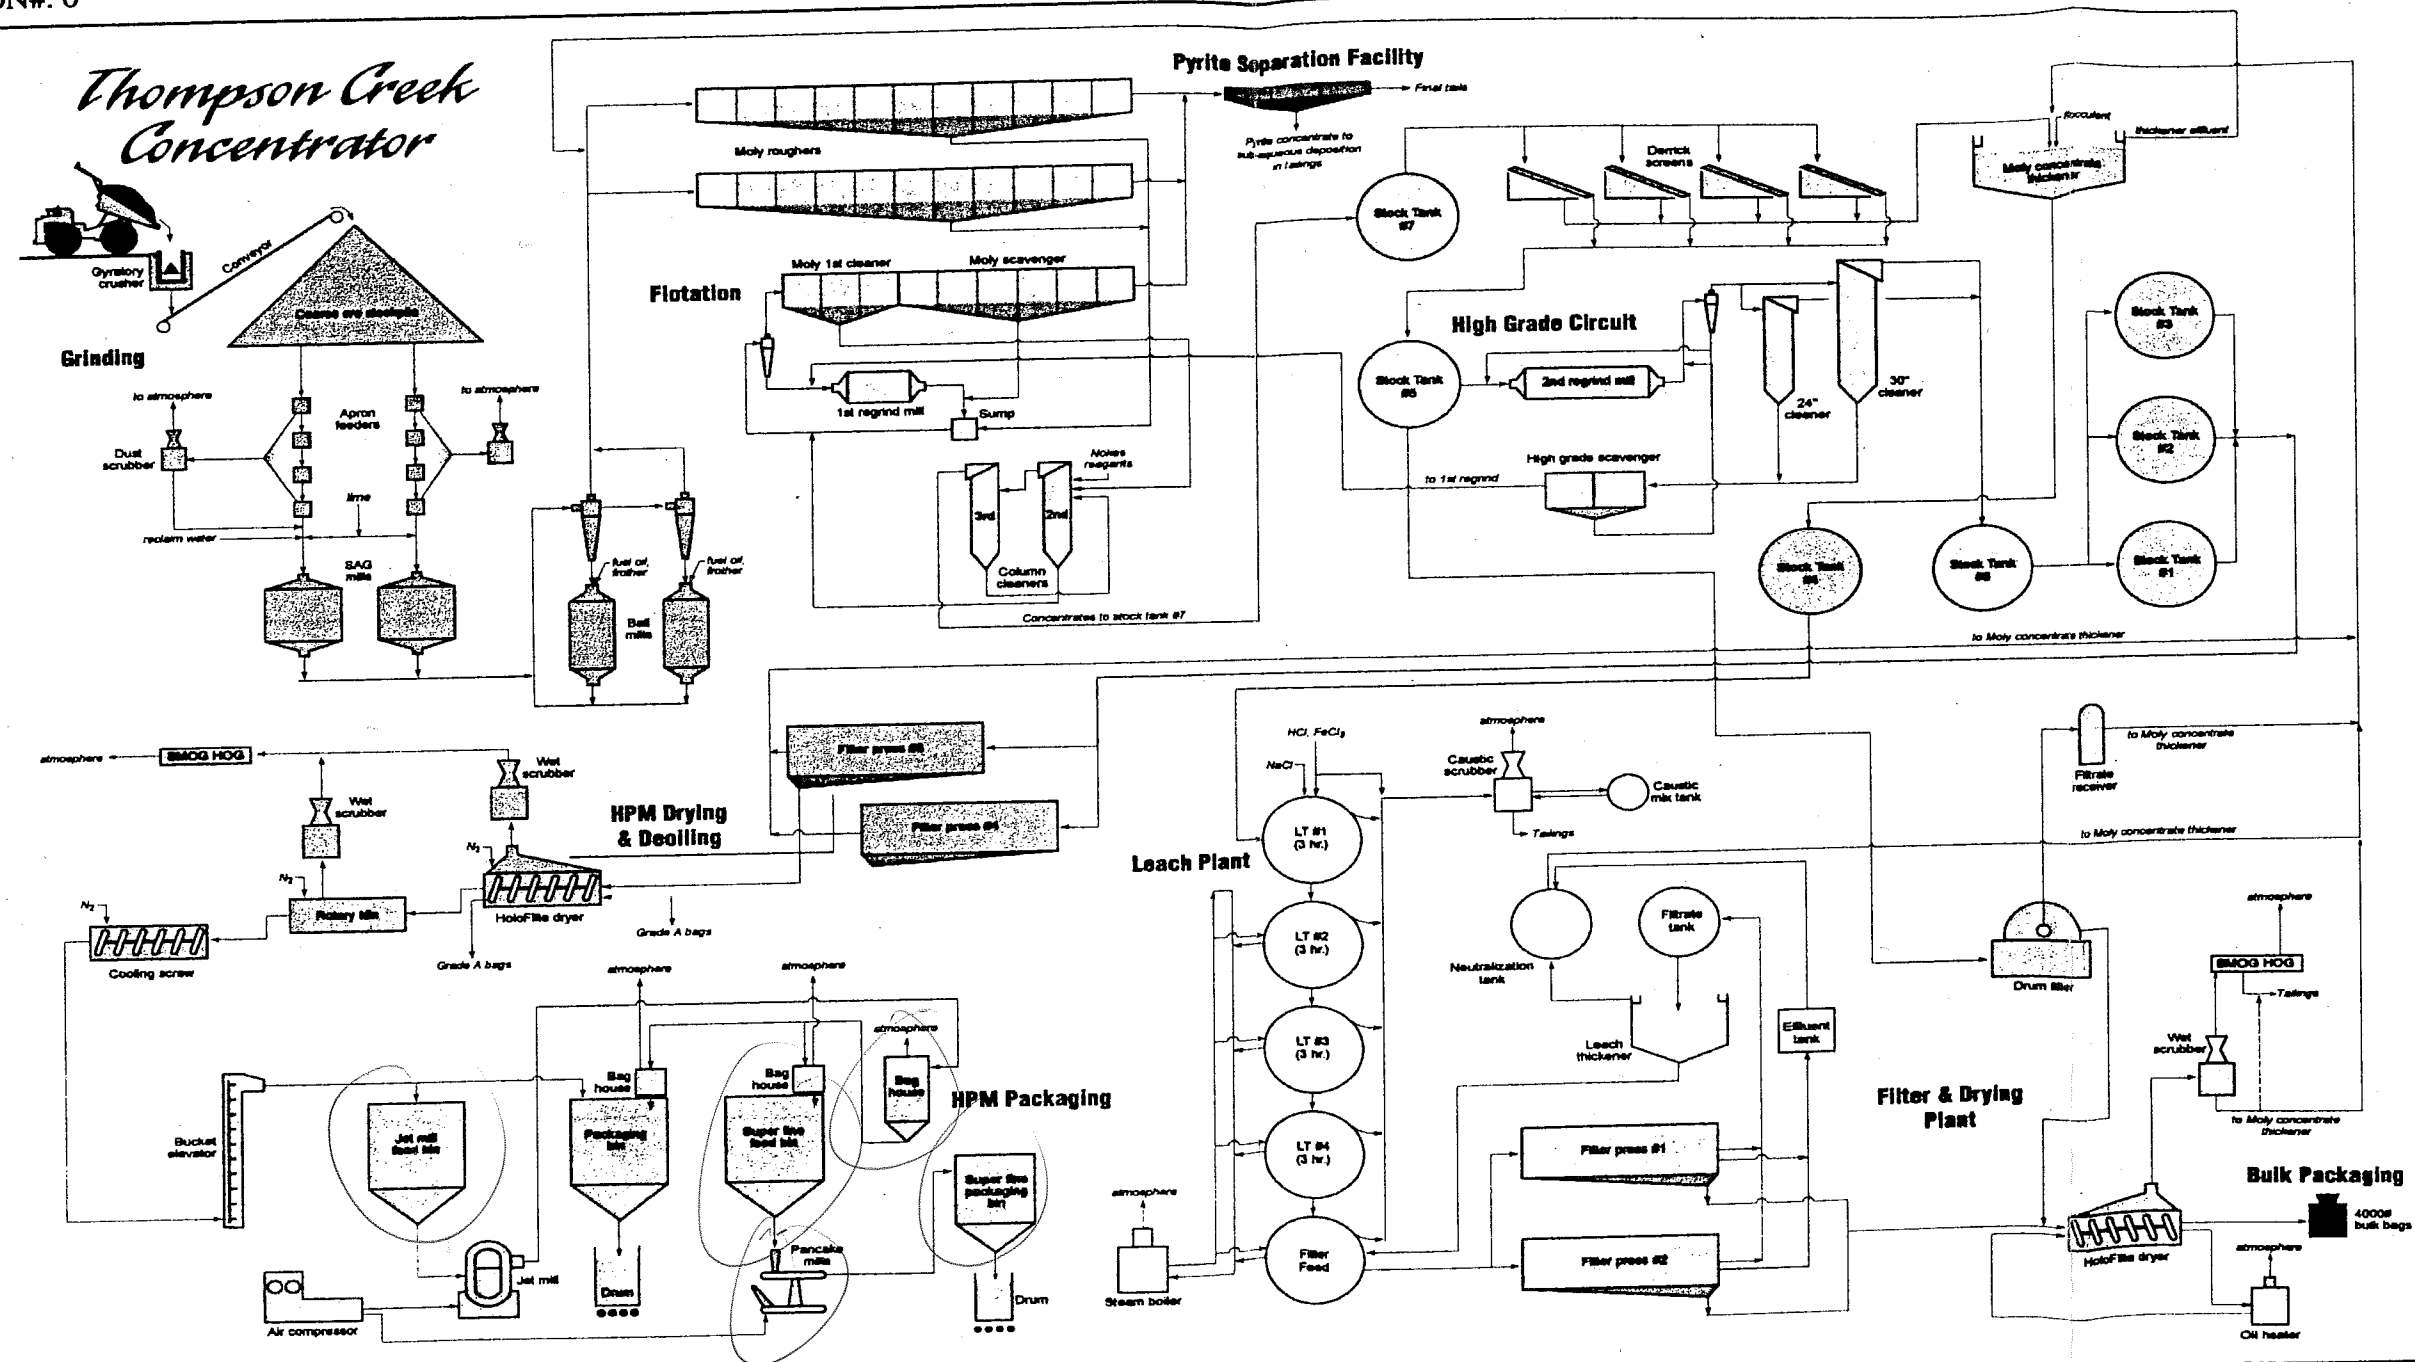 Thompson Creek
Concentrator
Gyratory
crusher
Conveyor
Coarse ore stockpile
Grinding
to atmosphere
to atmosphere
Apron
feeders
Dust
scrubber
lime
reclaim water
SAG
mills
fuel oil,
frother
fuel oil,
frother
Ball
mills
Moly roughers
Pyrite Separation Facility
Final tails
Pyrite concentrate to
sub-aqueous deposition
in tailings
Flotation
Moly 1st cleaner
Moly scavenger
1st regrind mill
Sump
Nokes
reagents
3rd
2nd
Column
cleaners
Concentrates to stock tank #7
Stock Tank
#7
Derrick
screens
flocculent
thickener effluent
Moly concentrate
thickener
High Grade Circuit
Stock Tank
#5
2nd regrind mill
24"
cleaner
30"
cleaner
High grade scavenger
to 1st regrind
Stock Tank
#3
Stock Tank
#2
Stock Tank
#1
Stock Tank
#4
Stock Tank
#6
to Moly concentrate thickener
atmosphere
SMOG HOG
Wet
scrubber
Wet
scrubber
HPM Drying
& Deoiling
N2
N2
N2
HoloFlite dryer
Rotary kiln
Cooling screw
Grade A bags
Grade A bags
Filter press #3
Filter press #4
Leach Plant
HCl, FeCl3
NaCl
LT #1
(3 hr.)
LT #2
(3 hr.)
LT #3
(3 hr.)
LT #4
(3 hr.)
Filter
Feed
atmosphere
Caustic
scrubber
Caustic
mix tank
Tailings
Neutralization
tank
Filtrate
tank
Leach
thickener
Effluent
tank
Filter press #1
Filter press #2
atmosphere
Steam boiler
to Moly concentrate
thickener
Filtrate
receiver
to Moly concentrate thickener
Drum filter
atmosphere
SMOG HOG
Tailings
Wet
scrubber
to Moly concentrate
thickener
Filter & Drying
Plant
Bulk Packaging
4000#
bulk bags
HoloFlite dryer
atmosphere
Oil heater
atmosphere
atmosphere
atmosphere
Bag
house
Bag
house
Bag
house
HPM Packaging
Bucket
elevator
Jet mill
feed bin
Packaging
bin
Super fine
feed bin
Super fine
packaging
bin
Jet mill
Air compressor
Drum
Pancake
mills
Drum